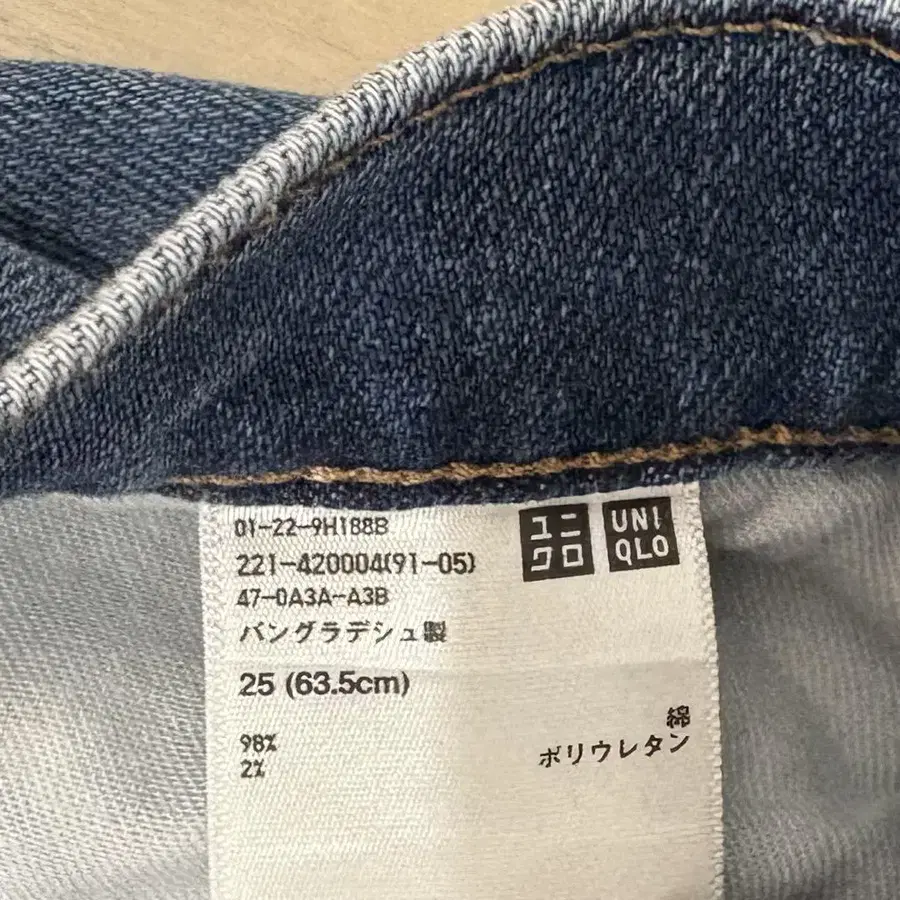 01-22-9H188B
221-420004(91-05)
47-0A3A-A3B
バングラデシュ製
ユニ
クロ
UNI
QLO
25 (63.5cm)
98% 綿
2% ポリウレタン